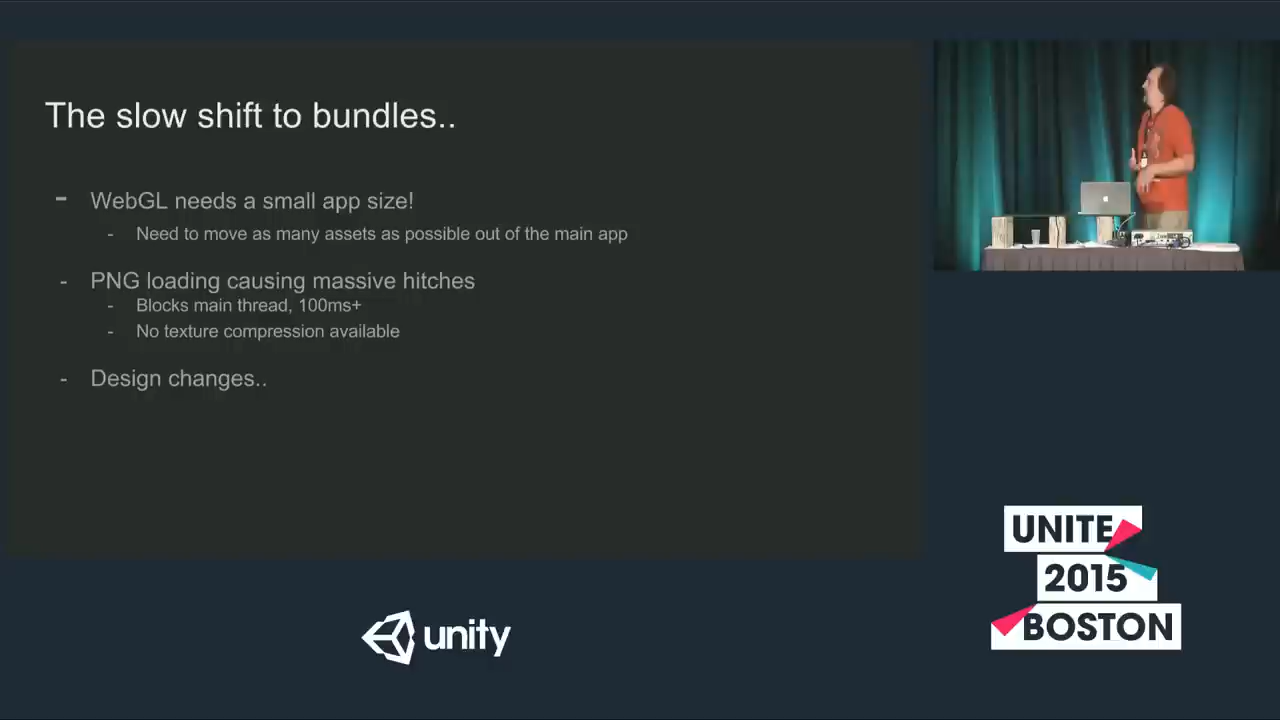 The slow shift to bundles..
- WebGL needs a small app size!
- Need to move as many assets as possible out of the main app
- PNG loading causing massive hitches
- Blocks main thread, 100ms+
- No texture compression available
- Design changes..
unity
UNITE
2015
BOSTON